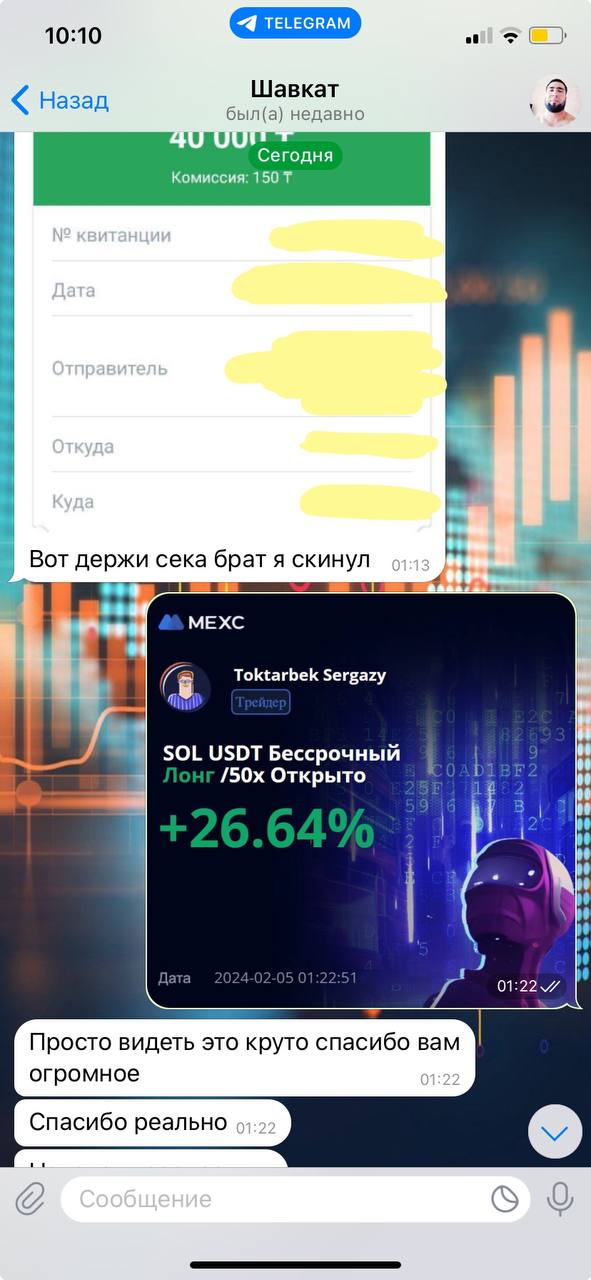 10:10
TELEGRAM
Назад
Шавкат
был(а) недавно
40 000 ₸
Сегодня
Комиссия: 150 ₸
№ квитанции
Дата
Отправитель
Откуда
Куда
Вот держи сека брат я скинул 01:13
MEXC
Toktarbek Sergazy
Трейдер
SOL USDT Бессрочный
Лонг /50x Открыто
+26.64%
Дата 2024-02-05 01:22:51
01:22
Просто видеть это круто спасибо вам
огромное 01:22
Спасибо реально 01:22
Сообщение